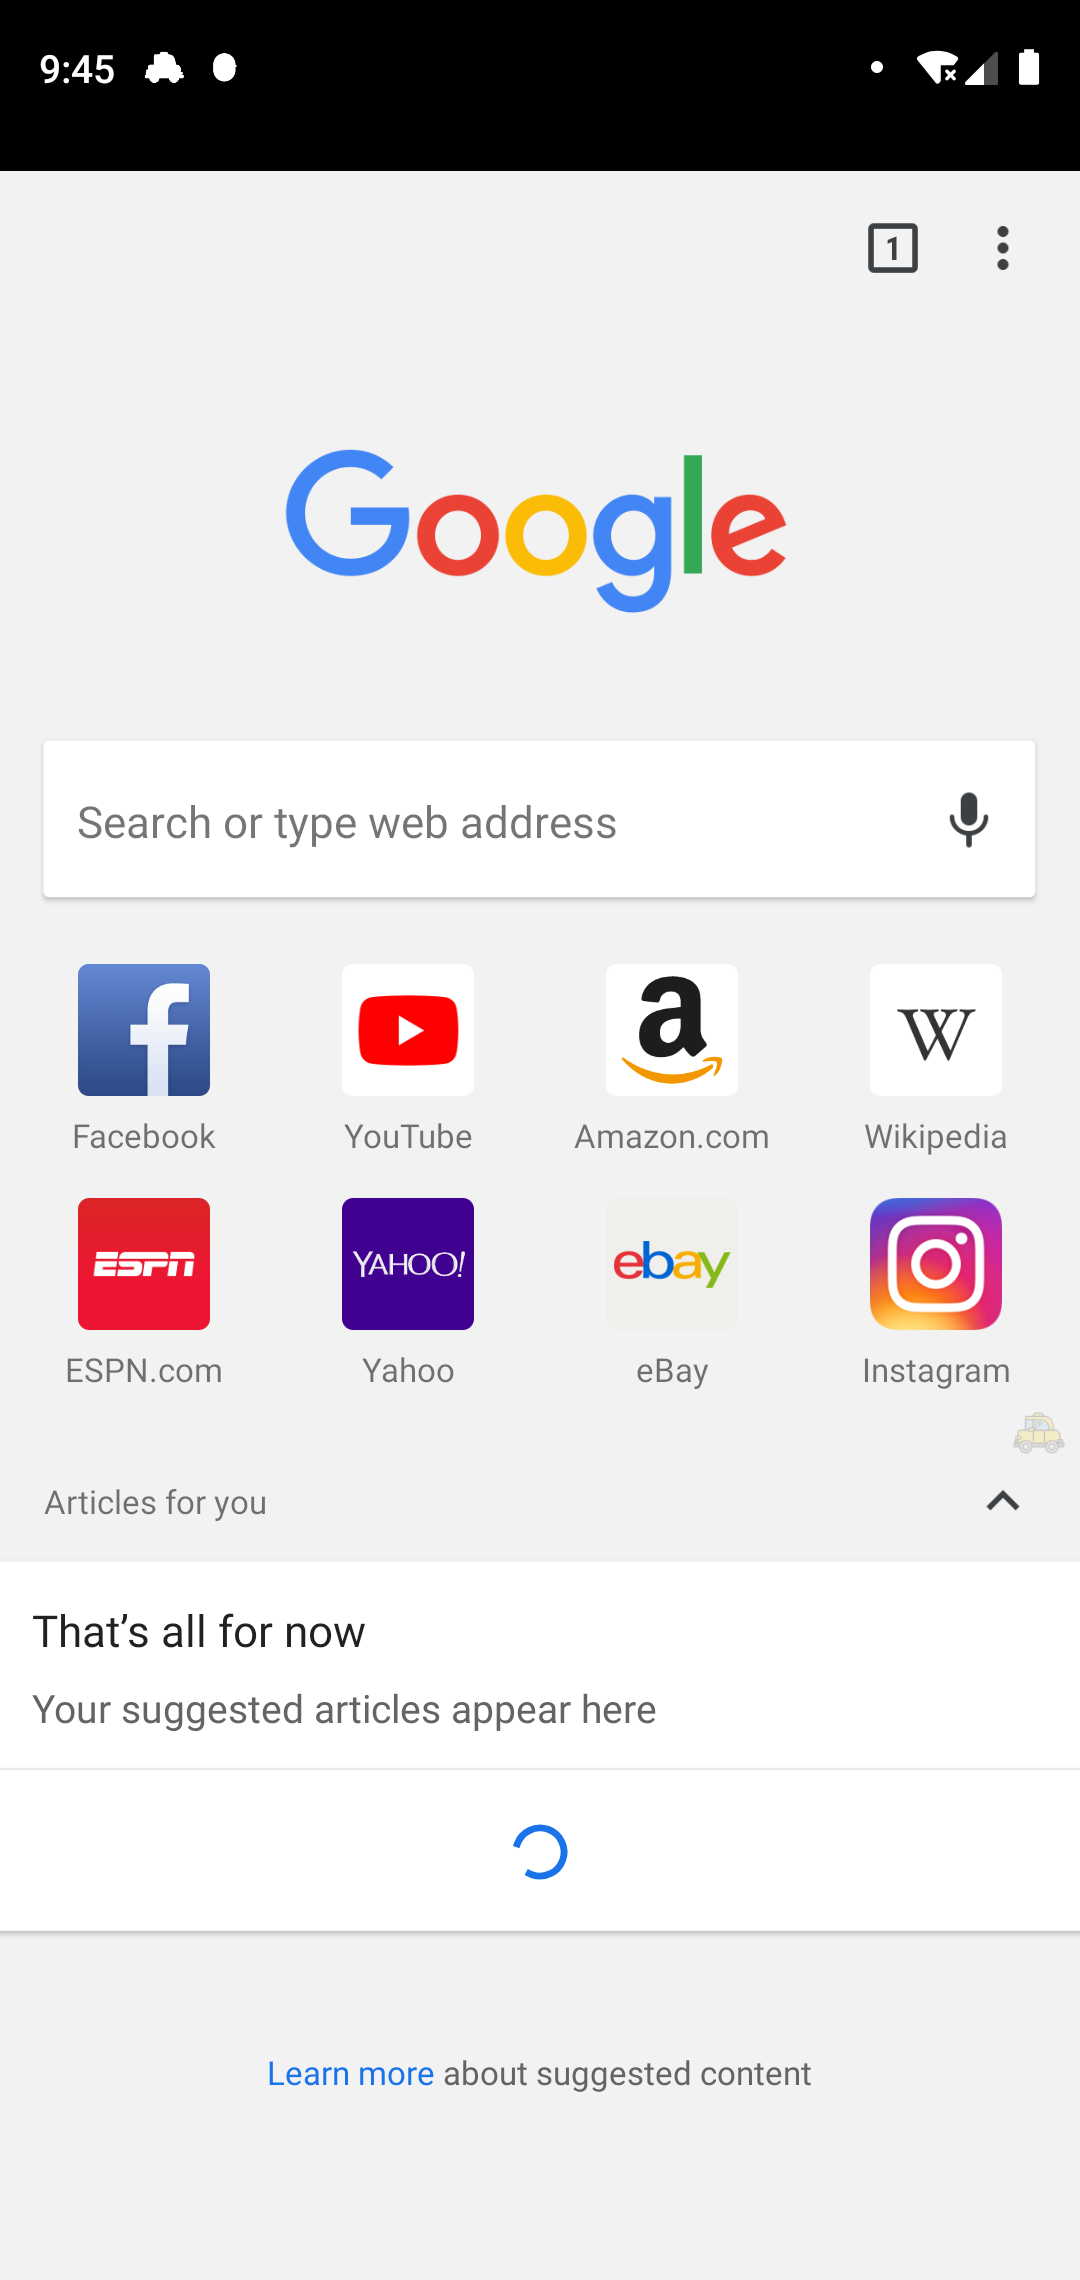 9:45
1
Google
Search or type web address
Facebook
YouTube
Amazon.com
Wikipedia
ESPN
YAHOO!
ebay
ESPN.com
Yahoo
eBay
Instagram
Articles for you
That’s all for now
Your suggested articles appear here
Learn more about suggested content